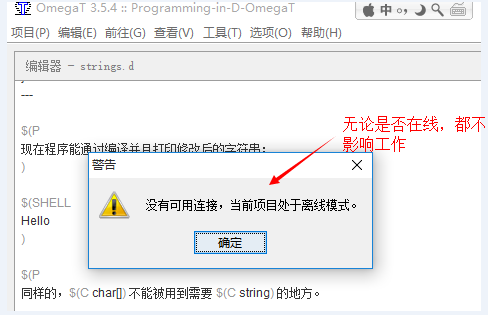 OmegaT 3.5.4 :: Programming-in-D-OmegaT
中
项目(P) 编辑(E) 前往(G) 查看(V) 工具(T) 选项(O) 帮助(H)
编辑器 - strings.d
---
无论是否在线，都不
影响工作
$(P
现在程序能通过编译并且打印修改后的字符串：
)
警告
没有可用连接，当前项目处于离线模式。
确定
$(SHELL
Hello
)
$(P
同样的，$(C char[]) 不能被用到需要 $(C string) 的地方。